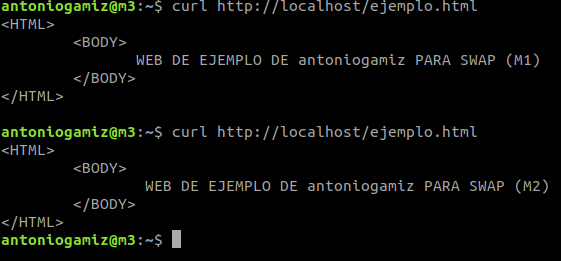 antoniogamiz@m3:~$ curl http://localhost/ejemplo.html
<HTML>
        <BODY>
               WEB DE EJEMPLO DE antoniogamiz PARA SWAP (M1)
        </BODY>
</HTML>

antoniogamiz@m3:~$ curl http://localhost/ejemplo.html
<HTML>
        <BODY>
                WEB DE EJEMPLO DE antoniogamiz PARA SWAP (M2)
        </BODY>
</HTML>
antoniogamiz@m3:~$